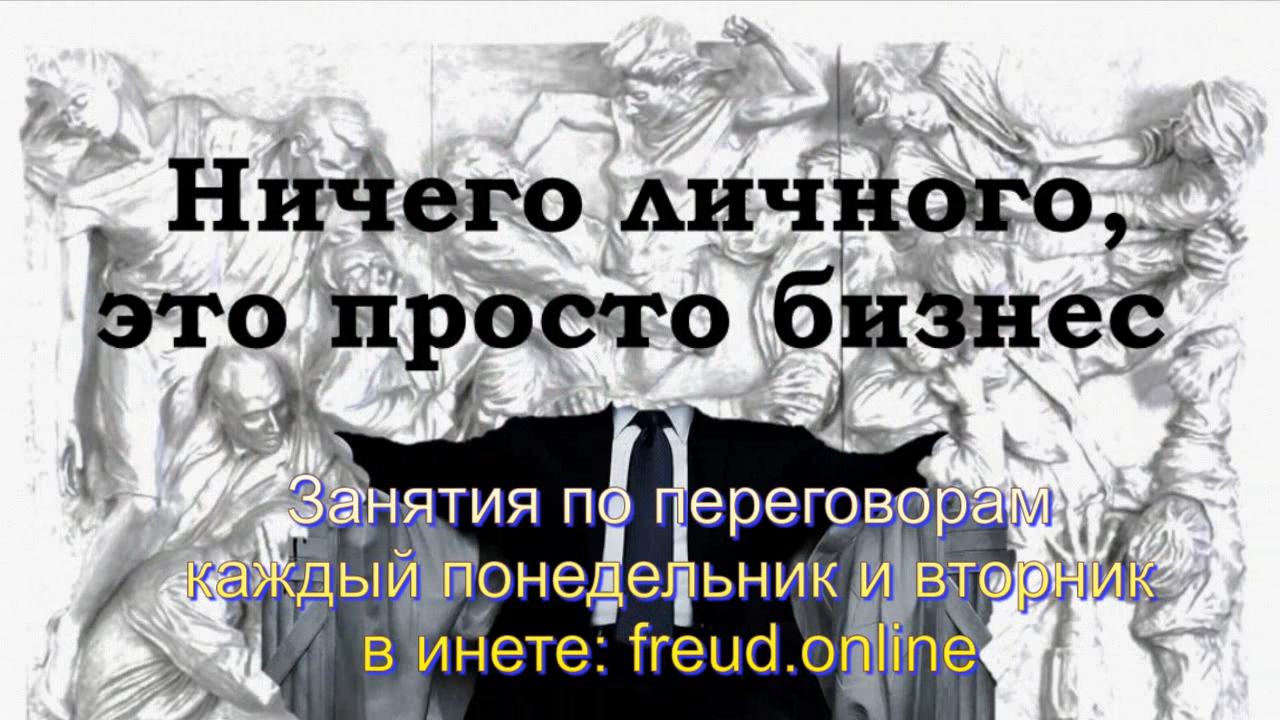 Ничего личного,
это просто бизнес
Занятия по переговорам
каждый понедельник и вторник
в инете: freud.online